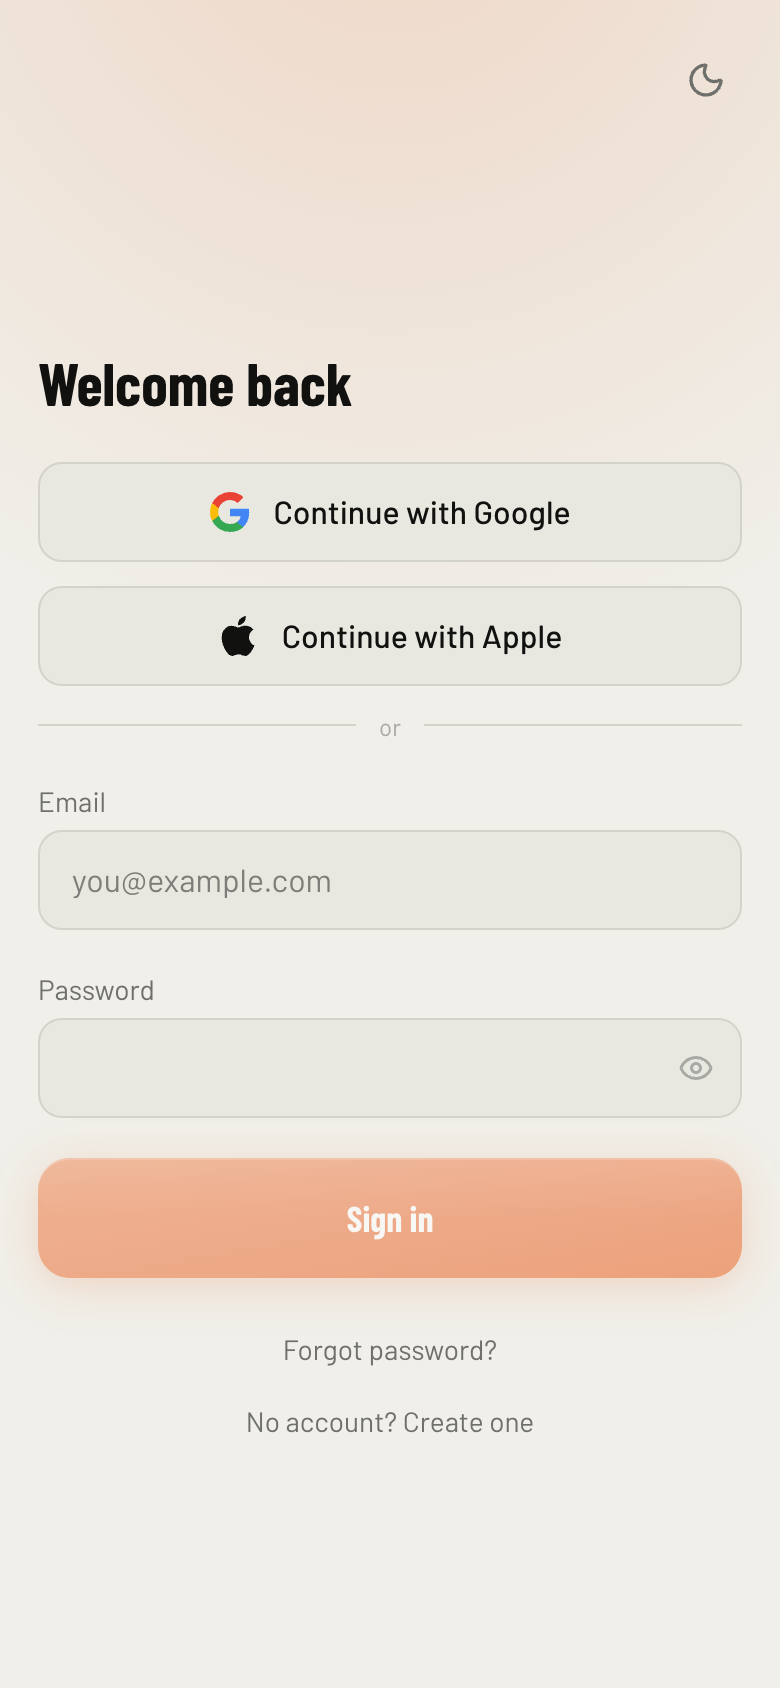 Welcome back
Continue with Google
Continue with Apple
or
Email
you@example.com
Password
Sign in
Forgot password?
No account? Create one